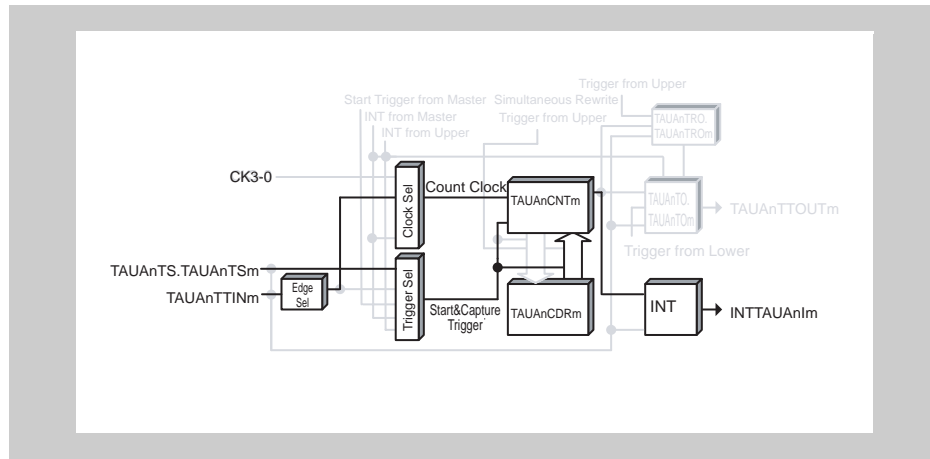 Trigger from Upper
Start Trigger from Master Simultaneous Rewrite
INT from Master Trigger from Upper
INT from Upper
TAUAnTRO.
TAUAnTROm
CK3-0
Clock Sel
Count Clock
TAUAnCNTm
TAUAnTO.
TAUAnTOm
TAUAnTTOUTm
Trigger from Lower
TAUAnTS.TAUAnTSm
TAUAnTTINm
Edge
Sel
Trigger Sel
Start&Capture
Trigger
TAUAnCDRm
INT
INTTAUAnIm